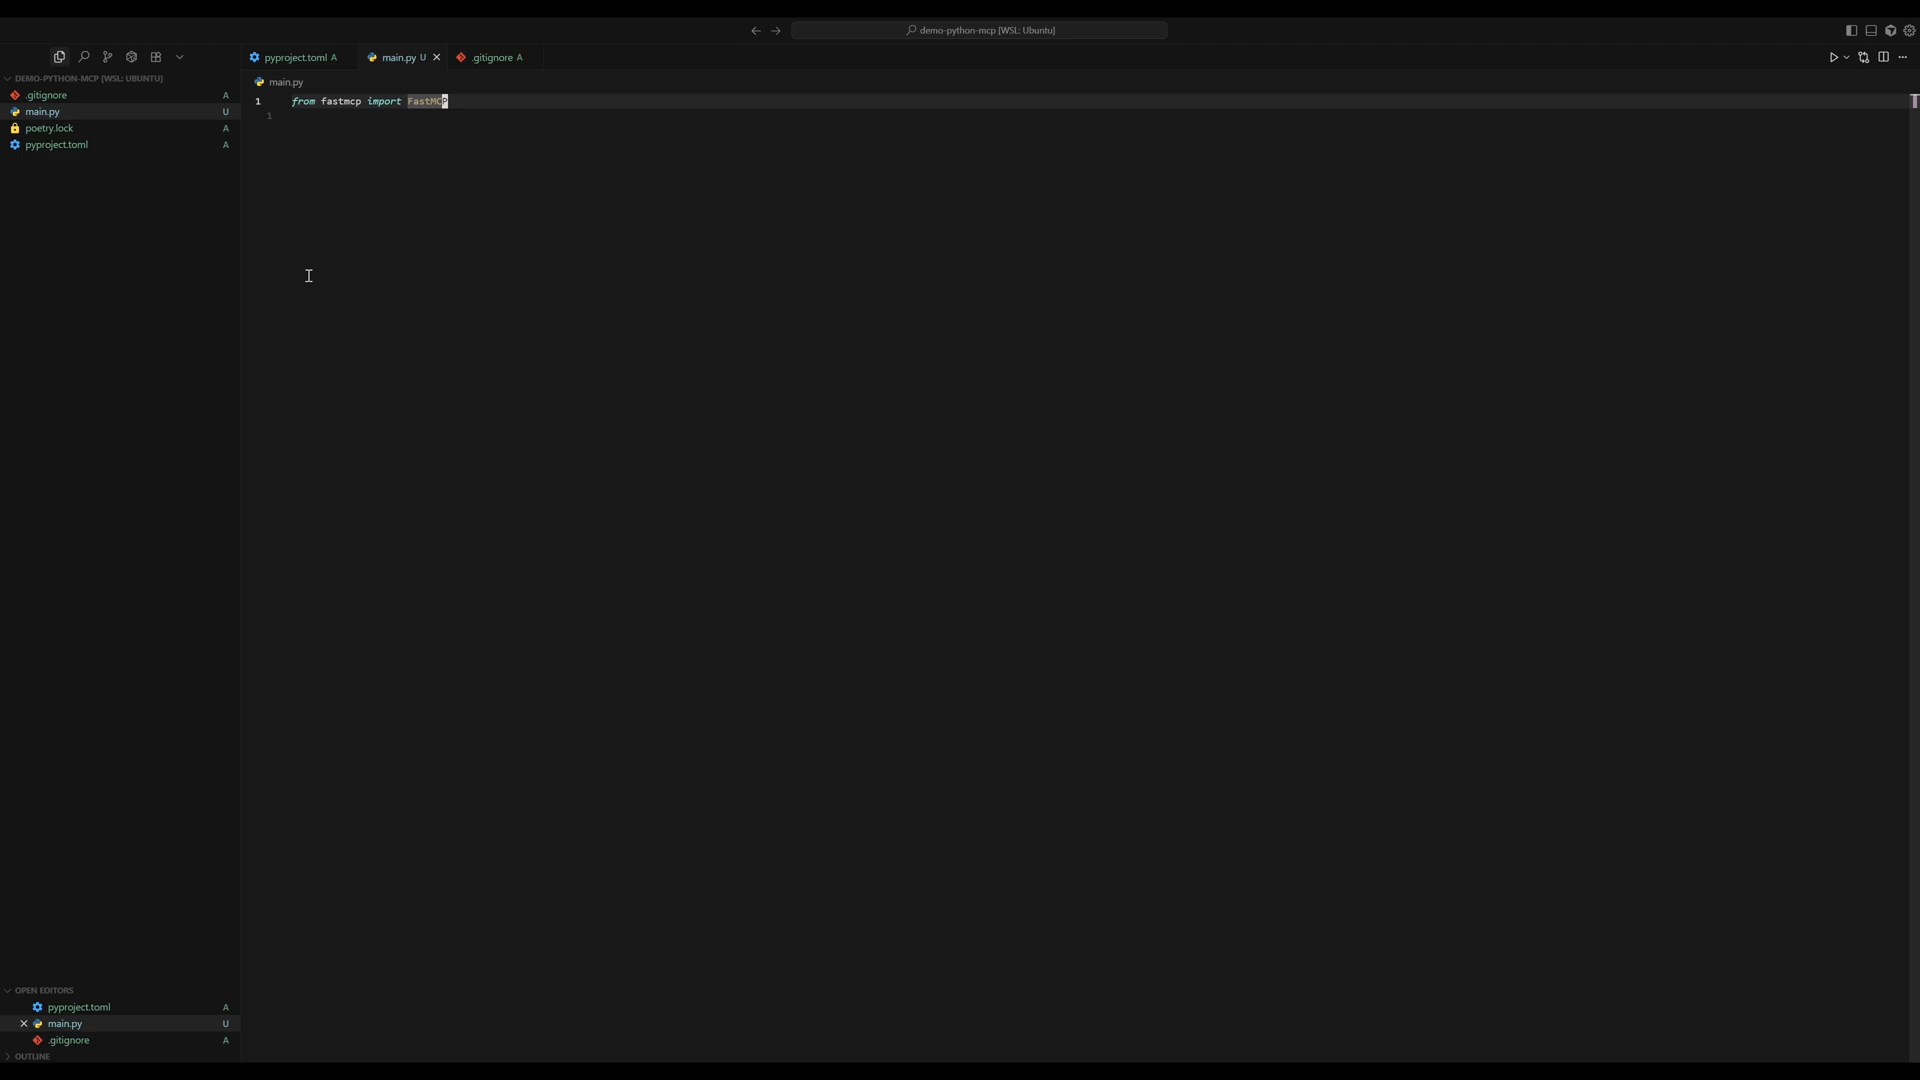 demo-python-mcp [WSL: Ubuntu]
pyproject.toml A
main.py U
.gitignore A
DEMO-PYTHON-MCP [WSL: UBUNTU]
.gitignore A
main.py U
poetry.lock A
pyproject.toml A
main.py
1 from fastmcp import FastMCP
1
OPEN EDITORS
pyproject.toml A
main.py U
.gitignore A
OUTLINE